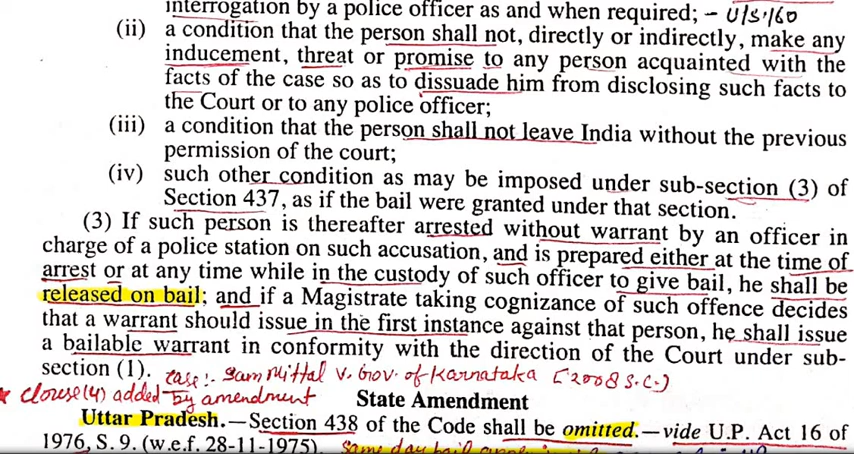 interrogation by a police officer as and when required; - U/S.160
(ii) a condition that the person shall not, directly or indirectly, make any
inducement, threat or promise to any person acquainted with the
facts of the case so as to dissuade him from disclosing such facts to
the Court or to any police officer;
(iii) a condition that the person shall not leave India without the previous
permission of the court;
(iv) such other condition as may be imposed under sub-section (3) of
Section 437, as if the bail were granted under that section.
(3) If such person is thereafter arrested without warrant by an officer in
charge of a police station on such accusation, and is prepared either at the time of
arrest or at any time while in the custody of such officer to give bail, he shall be
released on bail; and if a Magistrate taking cognizance of such offence decides
that a warrant should issue in the first instance against that person, he shall issue
a bailable warrant in conformity with the direction of the Court under sub-
section (1). case:- Sam Mittal v. Gov. of Karnataka [2008 S.C.)
* clouse(4) added by amendment State Amendment
Uttar Pradesh.—Section 438 of the Code shall be omitted.—vide U.P. Act 16 of
1976, S. 9. (w.e.f. 28-11-1975). Same day bail